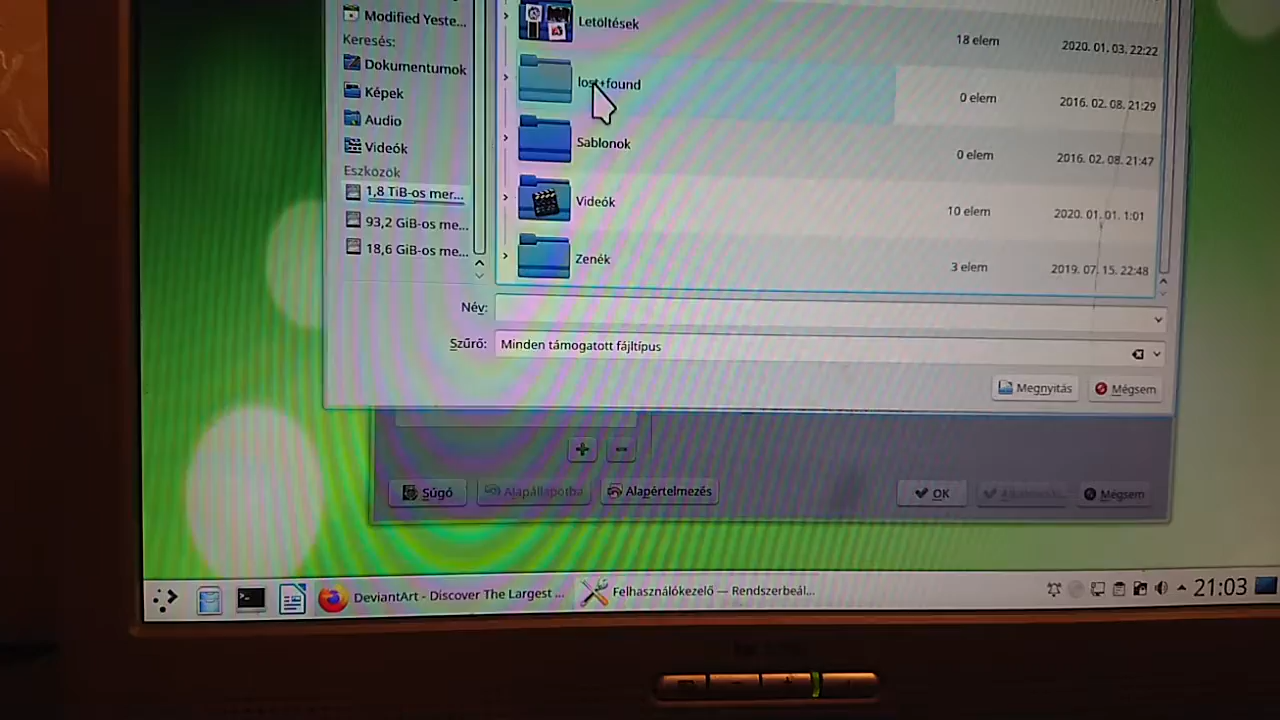 Modified Yeste...
Keresés:
Dokumentumok
Képek
Audio
Videók
Eszközök
1,8 TiB-os mer...
93,2 GiB-os me...
18,6 GiB-os me...
Letöltések 18 elem 2020. 01. 03. 22:22
lost+found 0 elem 2016. 02. 08. 21:29
Sablonok 0 elem 2016. 02. 08. 21:47
Videók 10 elem 2020. 01. 01. 1:01
Zenék 3 elem 2019. 07. 15. 22:48
Név:
Szűrő: Minden támogatott fájltípus
Megnyitás Mégsem
Súgó Alapállapotba Alapértelmezés OK Mégsem
DeviantArt - Discover The Largest ... Felhasználókezelő — Rendszerbeál... 21:03